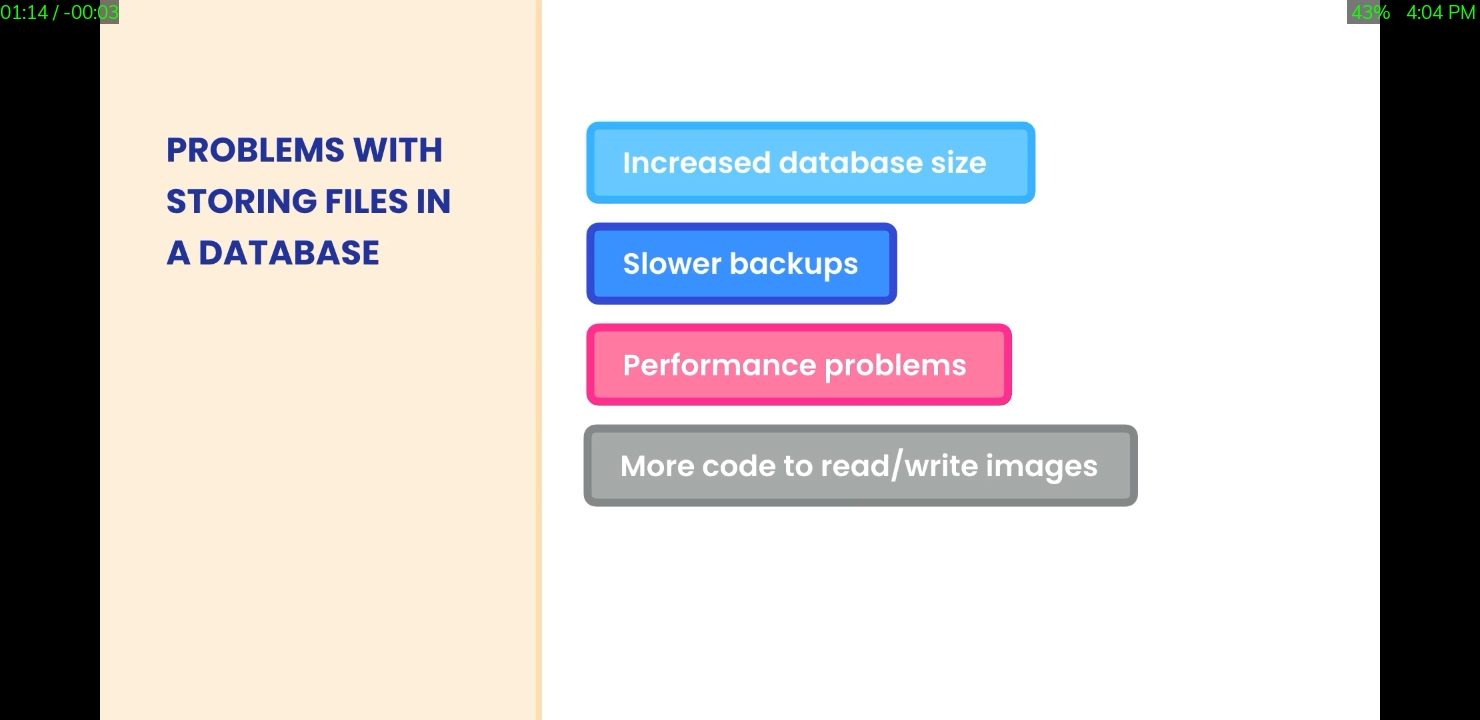 01:14 / -00:03
43% 4:04 PM
PROBLEMS WITH
STORING FILES IN
A DATABASE
Increased database size
Slower backups
Performance problems
More code to read/write images